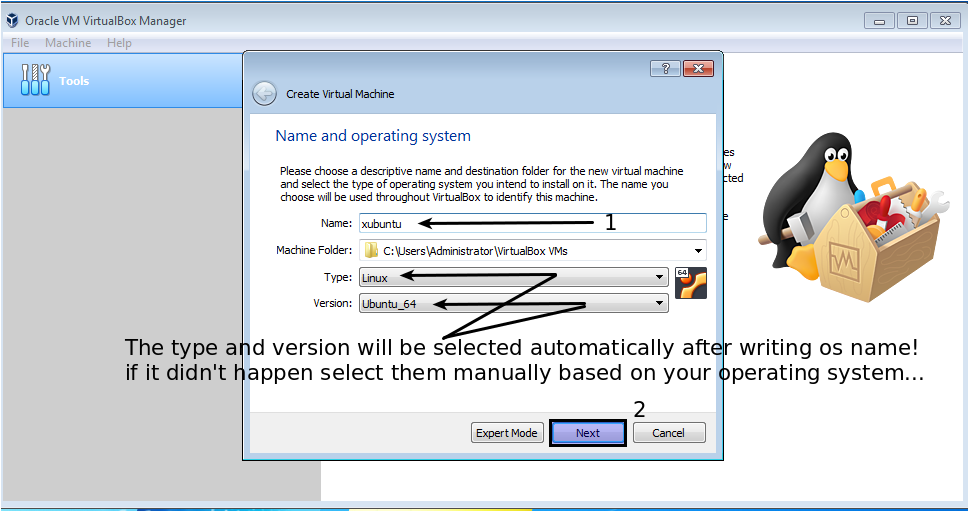 Oracle VM VirtualBox Manager
File Machine Help
Tools
?
Create Virtual Machine
Name and operating system
Please choose a descriptive name and destination folder for the new virtual machine
and select the type of operating system you intend to install on it. The name you
choose will be used throughout VirtualBox to identify this machine.
Name: xubuntu 1
Machine Folder: C:\Users\Administrator\VirtualBox VMs
Type: Linux 64
Version: Ubuntu_64
The type and version will be selected automatically after writing os name!
if it didn't happen select them manually based on your operating system...
2
Expert Mode Next Cancel